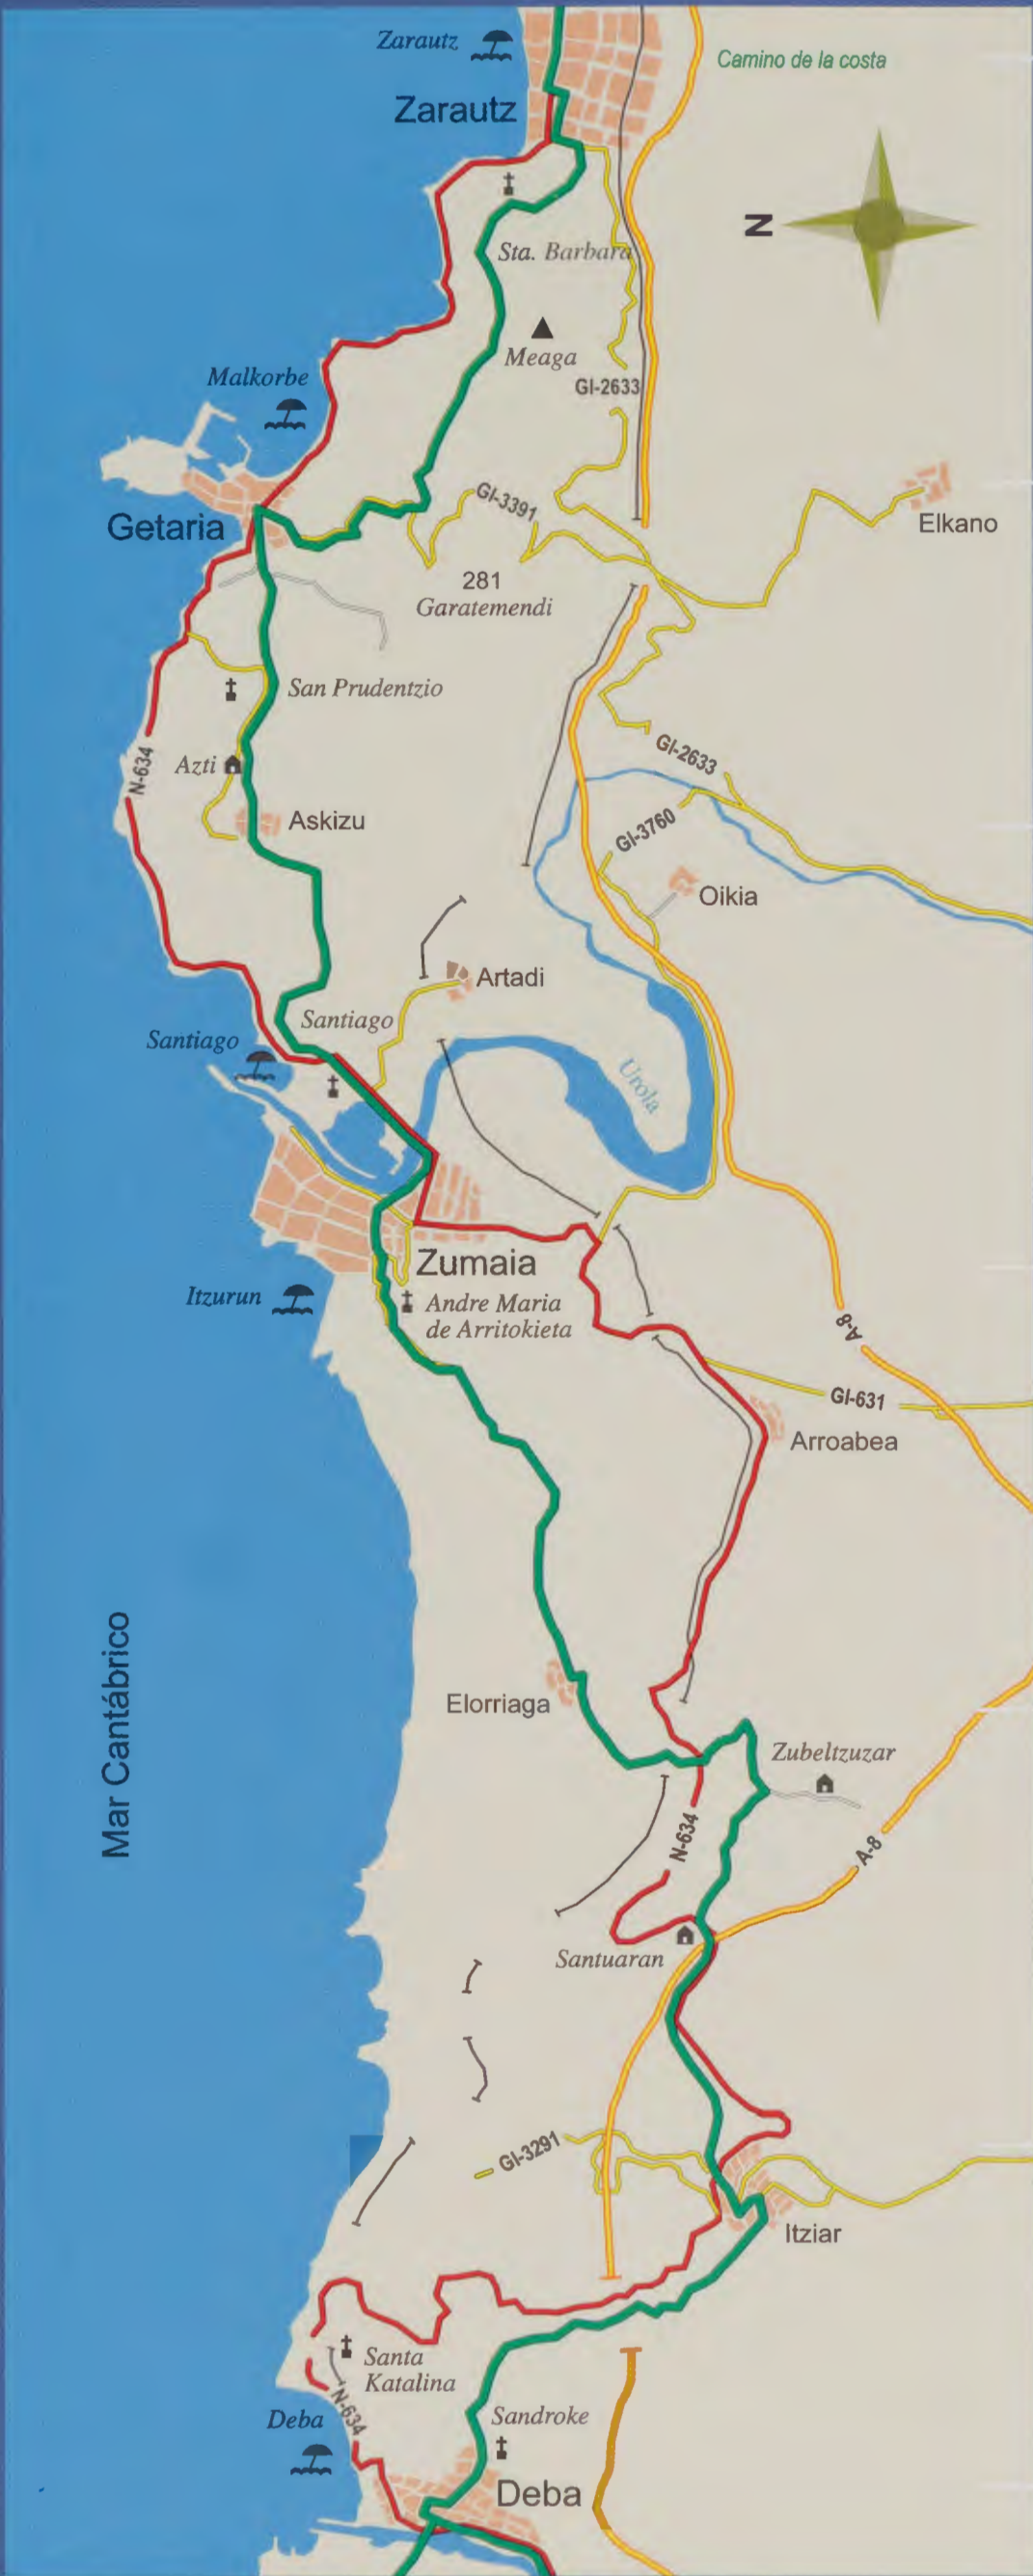 Zarautz
Camino de la costa
Zarautz
N
Sta. Barbara
Meaga
Malkorbe
GI-2633
GI-3391
Getaria
Elkano
281
Garatemendi
San Prudentzio
N-634
Azti
GI-2633
Askizu
GI-3760
Oikia
Artadi
Santiago
Santiago
Urola
Zumaia
Itzurun
Andre Maria
de Arritokieta
A-8
GI-631
Arroabea
Mar Cantábrico
Elorriaga
Zubeltzuzar
N-634
A-8
Santuaran
GI-3291
Itziar
Santa
Katalina
N-634
Deba
Sandroke
Deba